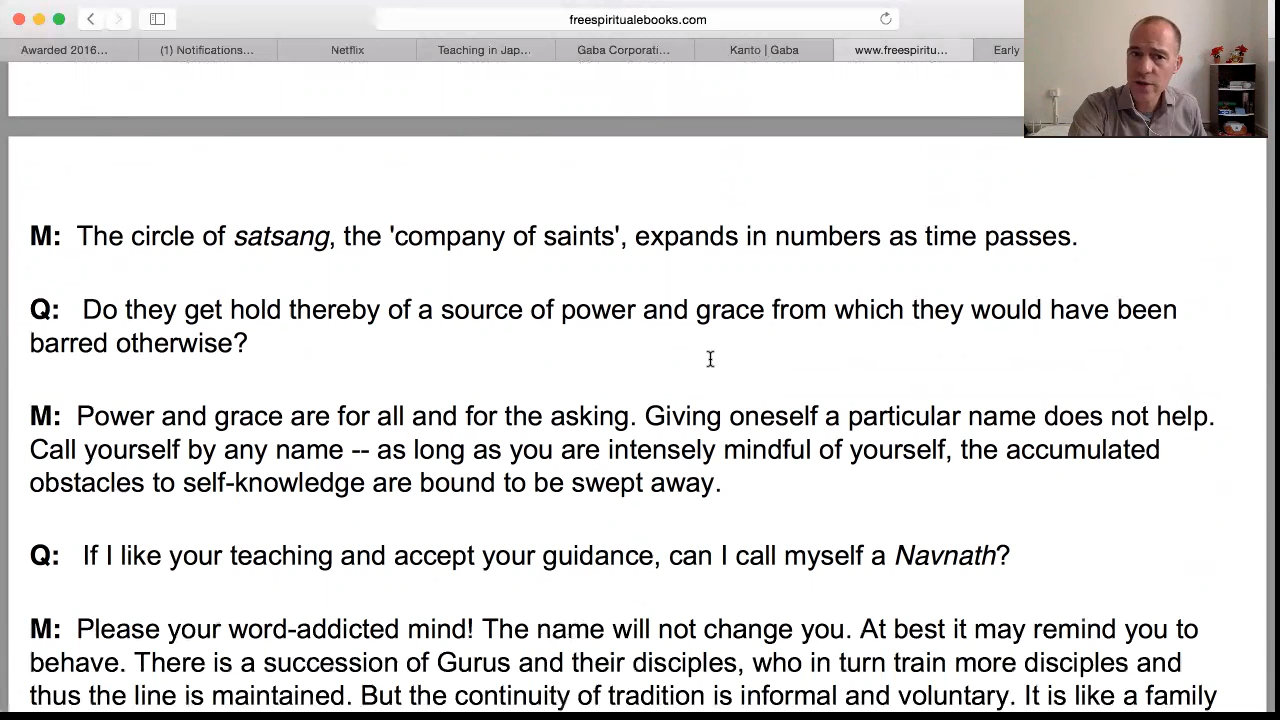 freespiritualebooks.com
Awarded 2016...
(1) Notifications...
Netflix
Teaching in Jap...
Gaba Corporati...
Kanto | Gaba
www.freespiritu...
Early
M: The circle of satsang, the 'company of saints', expands in numbers as time passes.
Q: Do they get hold thereby of a source of power and grace from which they would have been
barred otherwise?
M: Power and grace are for all and for the asking. Giving oneself a particular name does not help.
Call yourself by any name -- as long as you are intensely mindful of yourself, the accumulated
obstacles to self-knowledge are bound to be swept away.
Q: If I like your teaching and accept your guidance, can I call myself a Navnath?
M: Please your word-addicted mind! The name will not change you. At best it may remind you to
behave. There is a succession of Gurus and their disciples, who in turn train more disciples and
thus the line is maintained. But the continuity of tradition is informal and voluntary. It is like a family